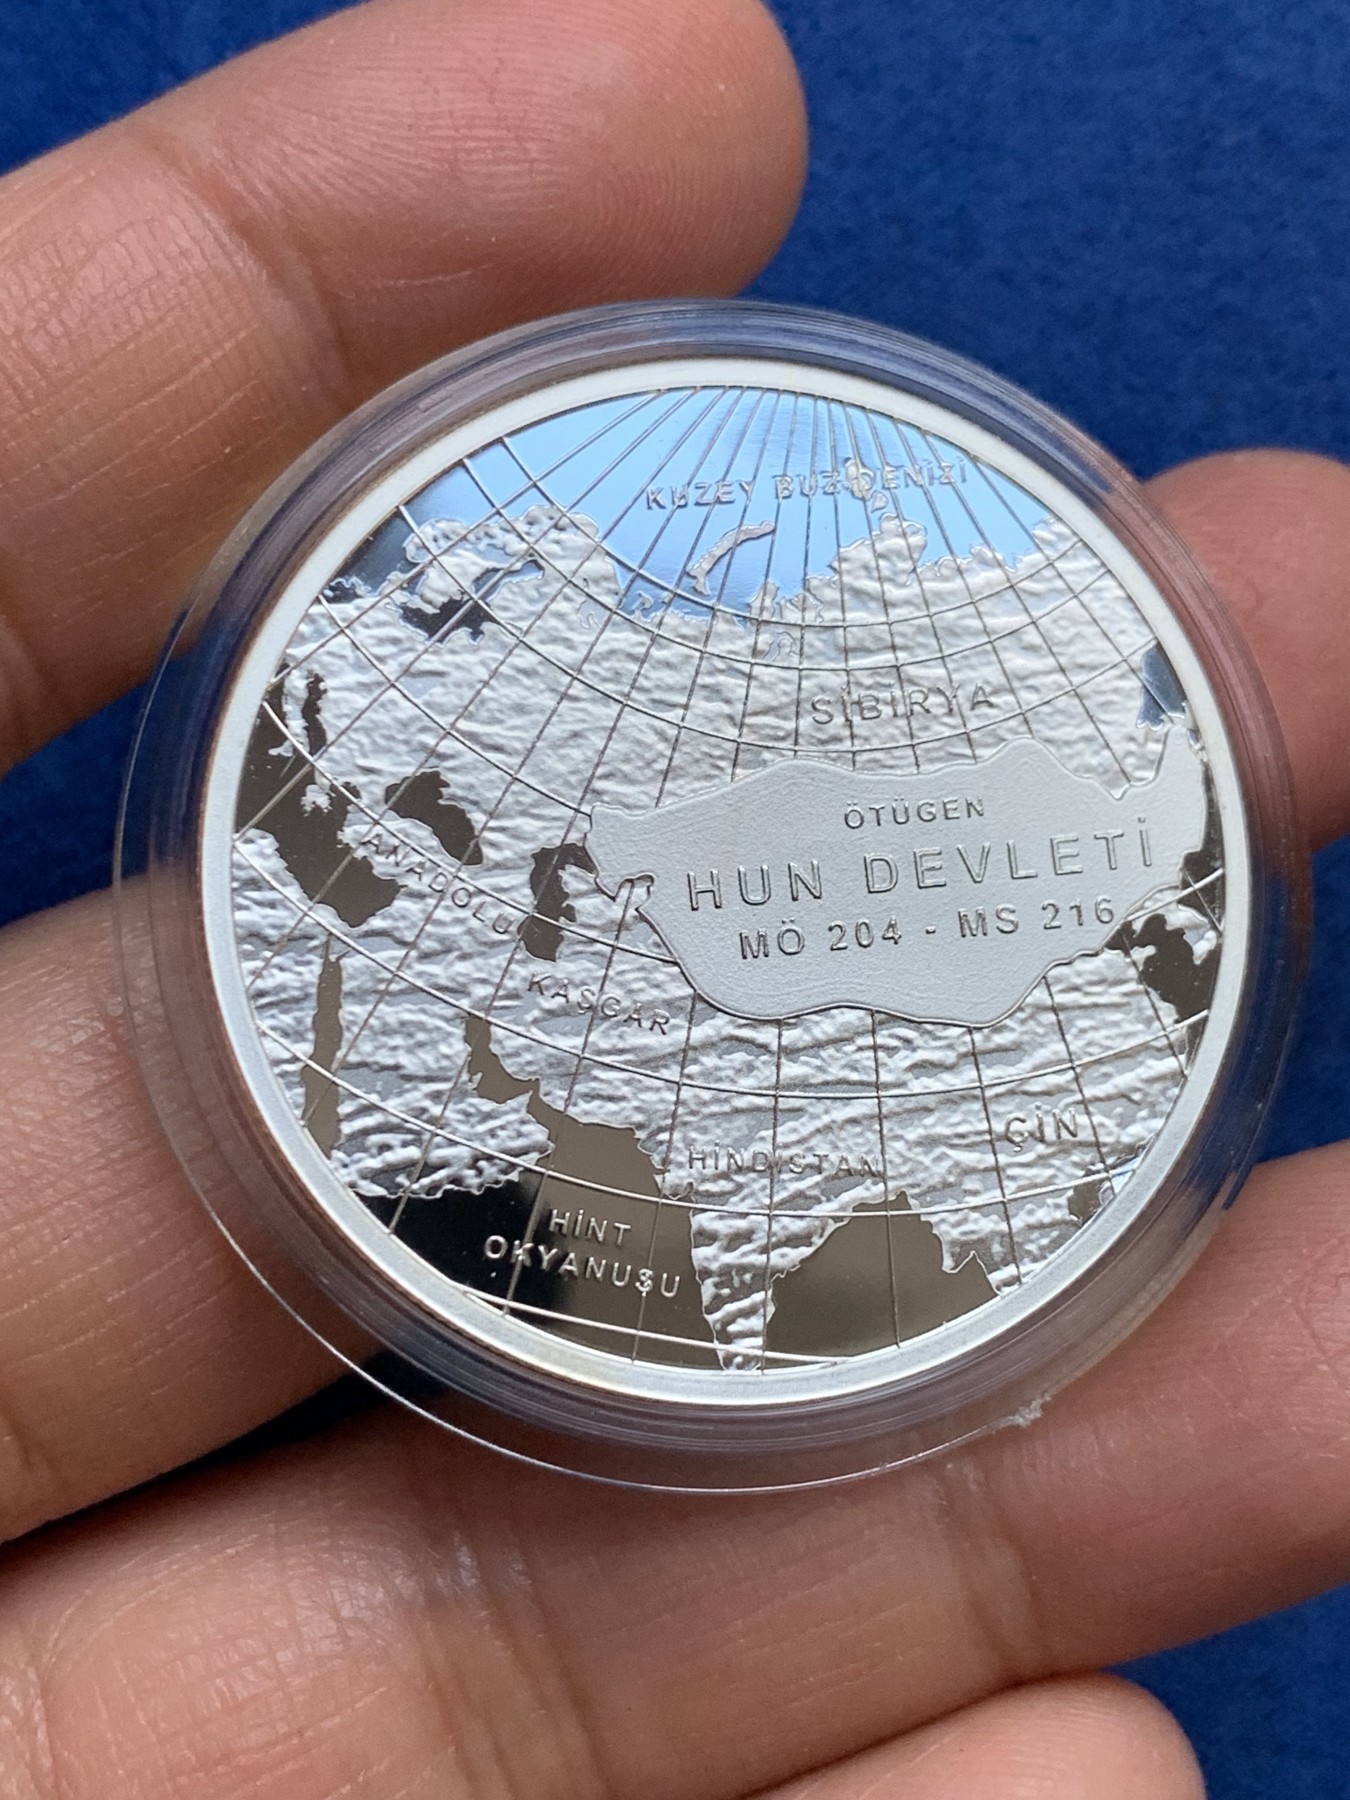 KUZEY BUZ DENİZİ
SİBİRYA
ÖTÜGEN
HUN DEVLETİ
MÖ 204 - MS 216
ANADOLU
KAŞGAR
ÇİN
HİNDİSTAN
HİNT
OKYANUSU